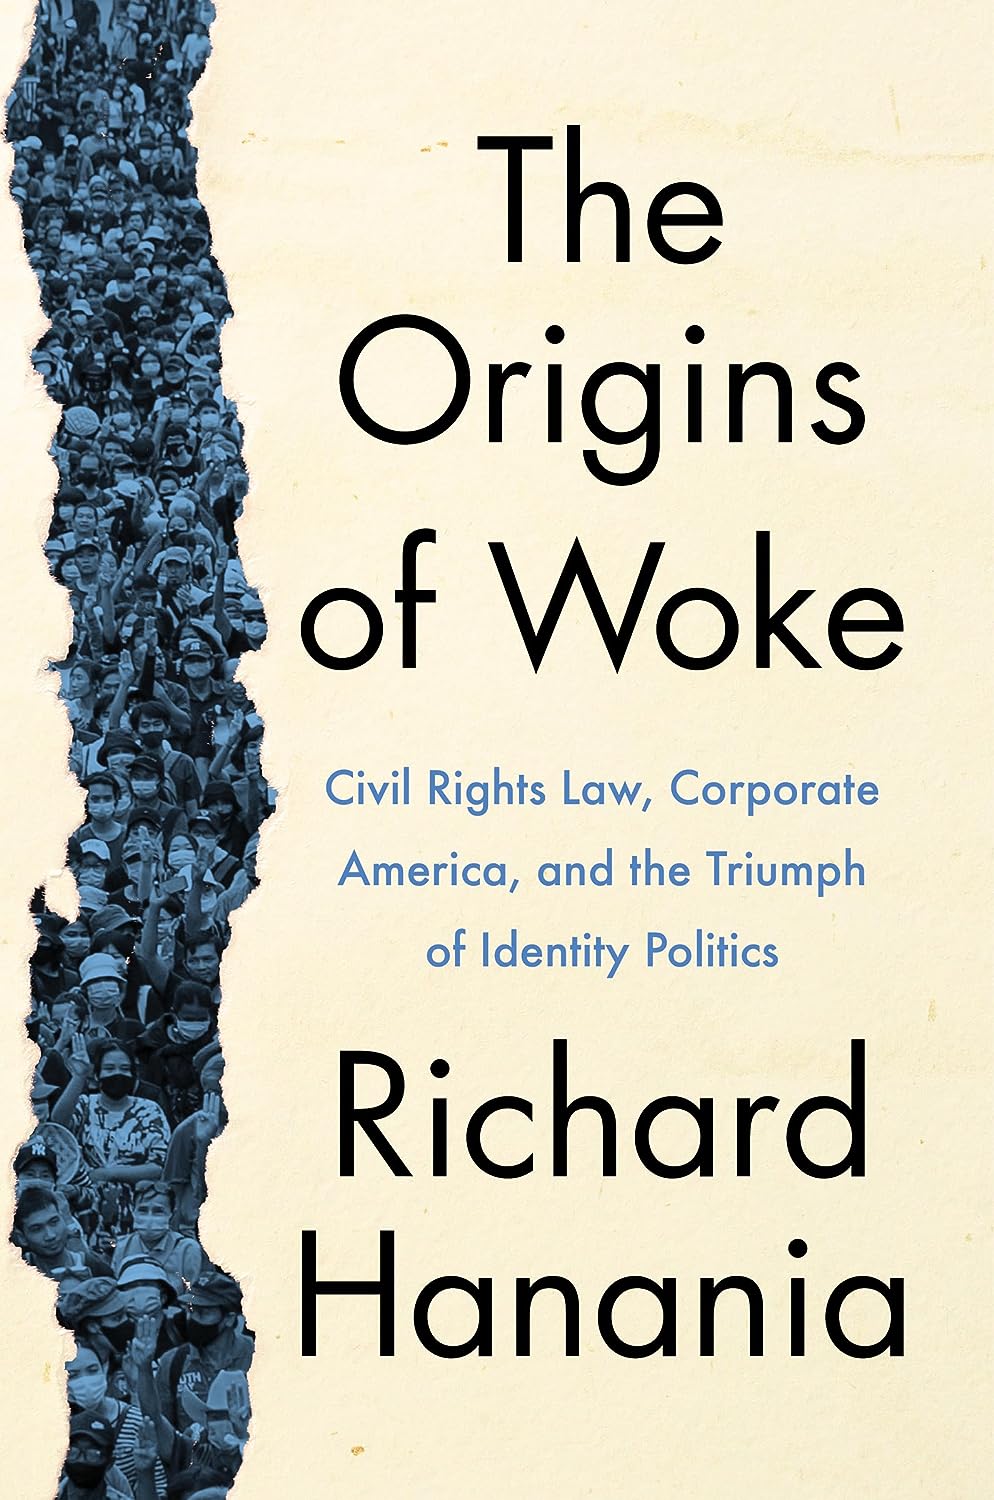 The
Origins
of Woke
Civil Rights Law, Corporate
America, and the Triumph
of Identity Politics
Richard
Hanania